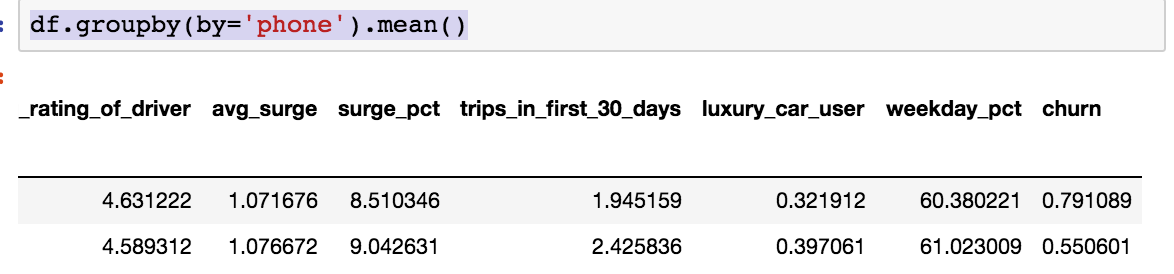 df.groupby(by='phone').mean()
_rating_of_driver avg_surge surge_pct trips_in_first_30_days luxury_car_user weekday_pct churn
4.631222 1.071676 8.510346 1.945159 0.321912 60.380221 0.791089
4.589312 1.076672 9.042631 2.425836 0.397061 61.023009 0.550601